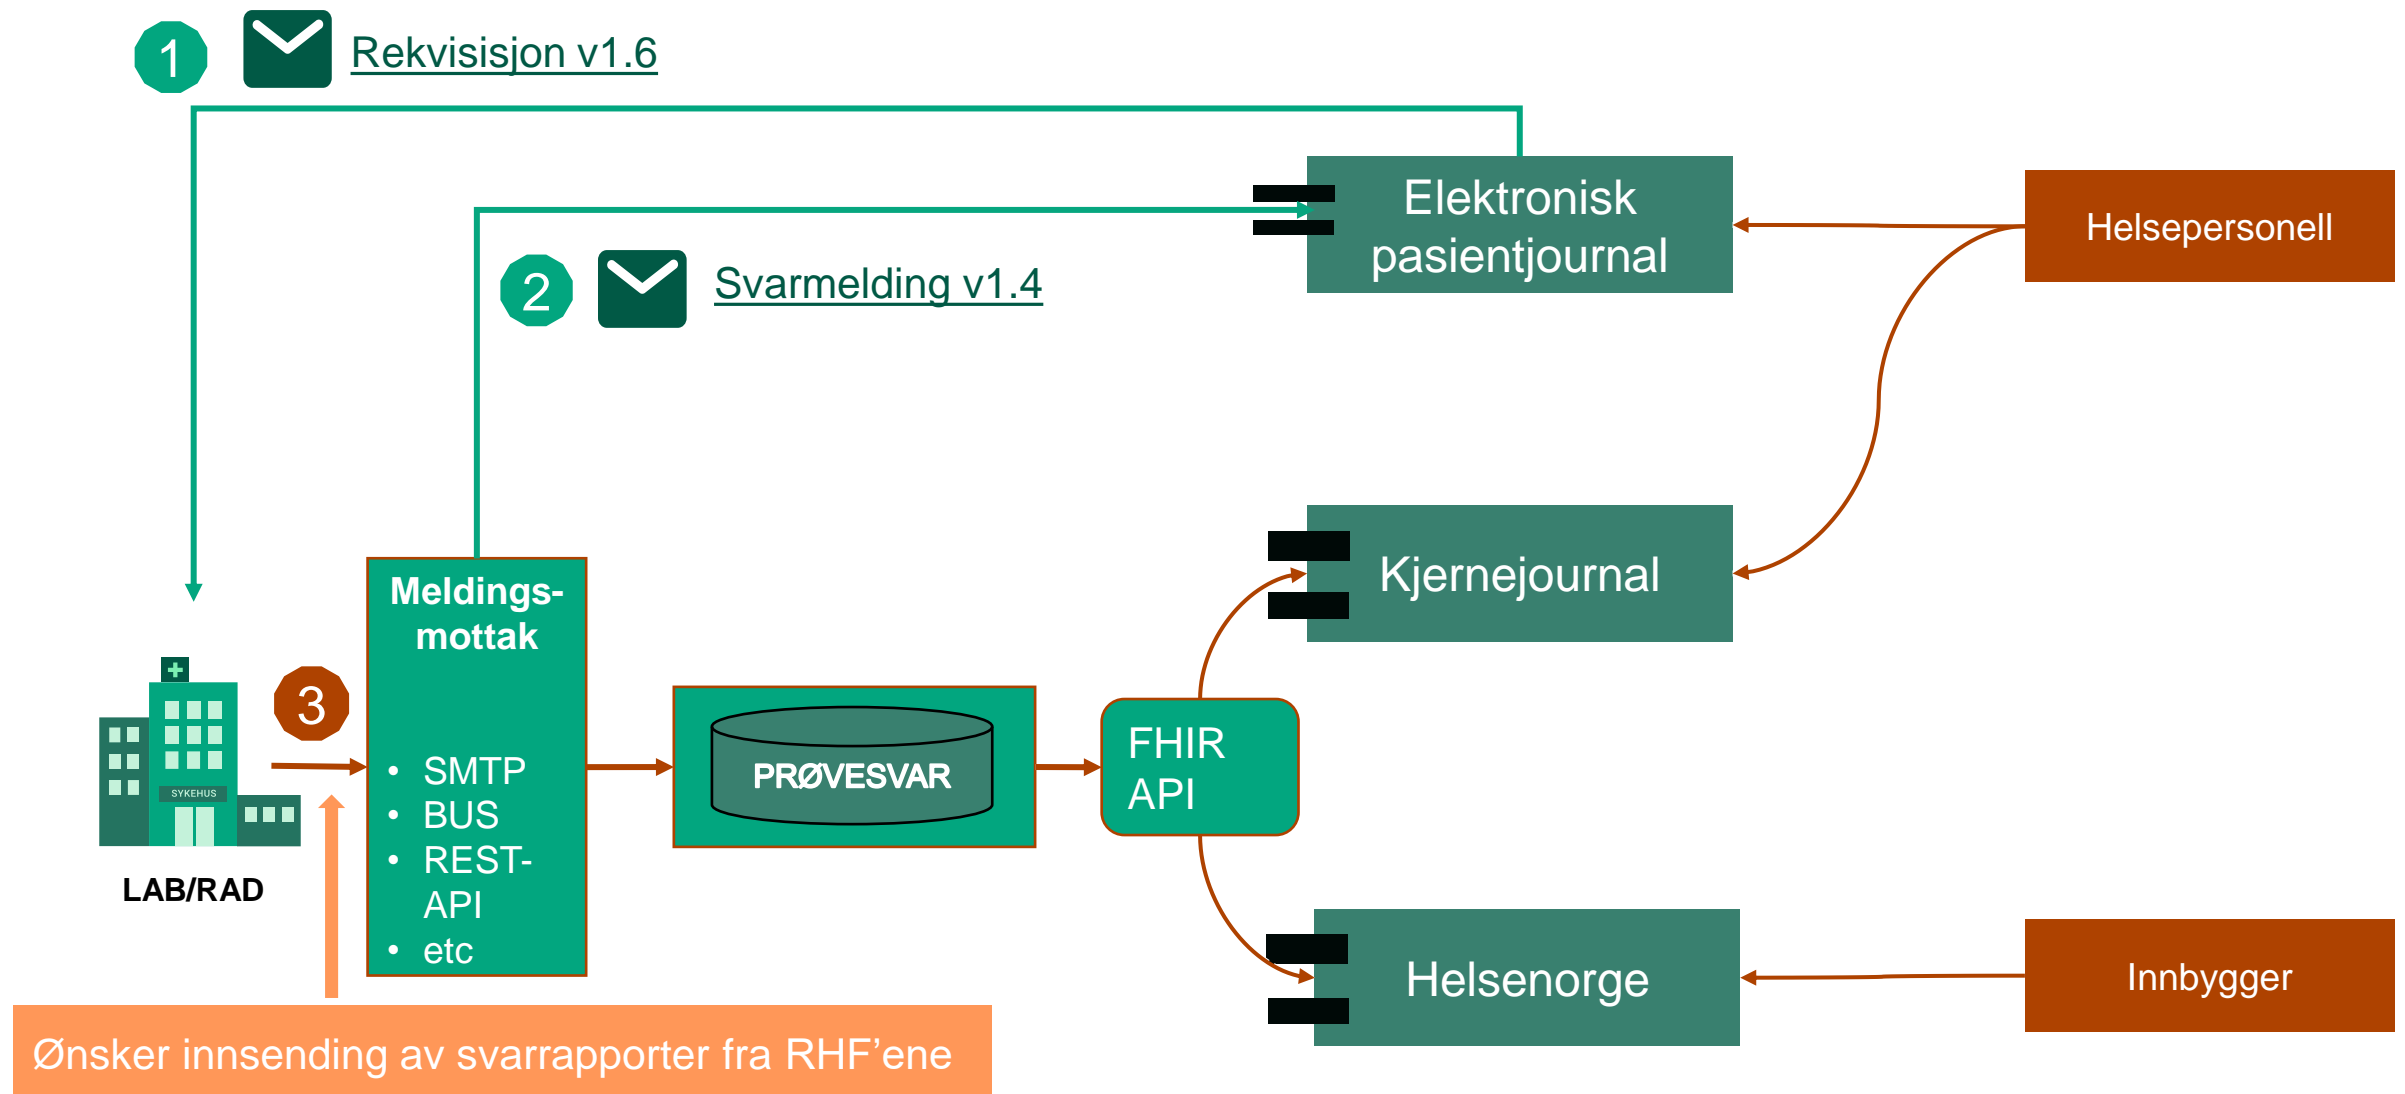 1
Rekvisisjon v1.6
Elektronisk
pasientjournal
Helsepersonell
2
Svarmelding v1.4
Kjernejournal
Meldings-
mottak
• SMTP
• BUS
• REST-
API
• etc
3
SYKEHUS
LAB/RAD
PRØVESVAR
FHIR
API
Helsenorge
Innbygger
Ønsker innsending av svarrapporter fra RHF’ene